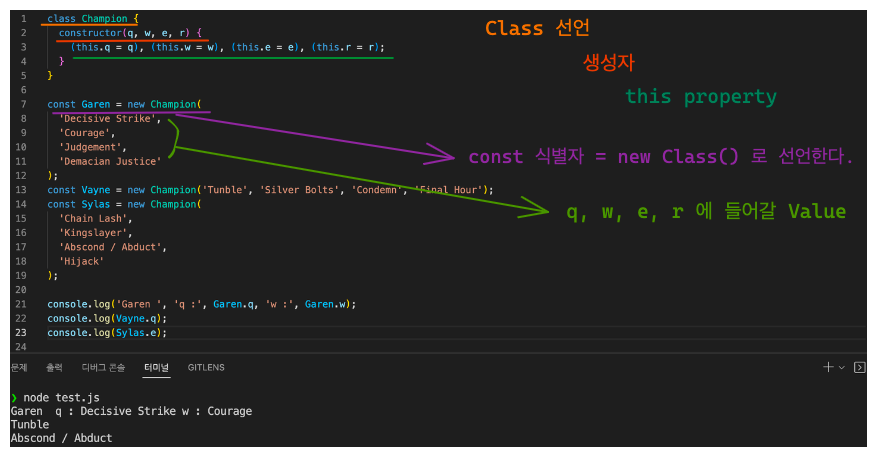 1 class Champion {
2 constructor(q, w, e, r) {
3 (this.q = q), (this.w = w), (this.e = e), (this.r = r);
4 }
5 }
6
7 const Garen = new Champion(
8 'Decisive Strike',
9 'Courage',
10 'Judgement',
11 'Demacian Justice'
12 );
13 const Vayne = new Champion('Tunble', 'Silver Bolts', 'Condemn', 'Final Hour');
14 const Sylas = new Champion(
15 'Chain Lash',
16 'Kingslayer',
17 'Abscond / Abduct',
18 'Hijack'
19 );
20
21 console.log('Garen ', 'q :', Garen.q, 'w :', Garen.w);
22 console.log(Vayne.q);
23 console.log(Sylas.e);
24
Class 선언
생성자
this property
const 식별자 = new Class() 로 선언한다.
q, w, e, r 에 들어갈 Value
문제 출력 디버그 콘솔 터미널 GITLENS
❯ node test.js
Garen  q : Decisive Strike w : Courage
Tunble
Abscond / Abduct